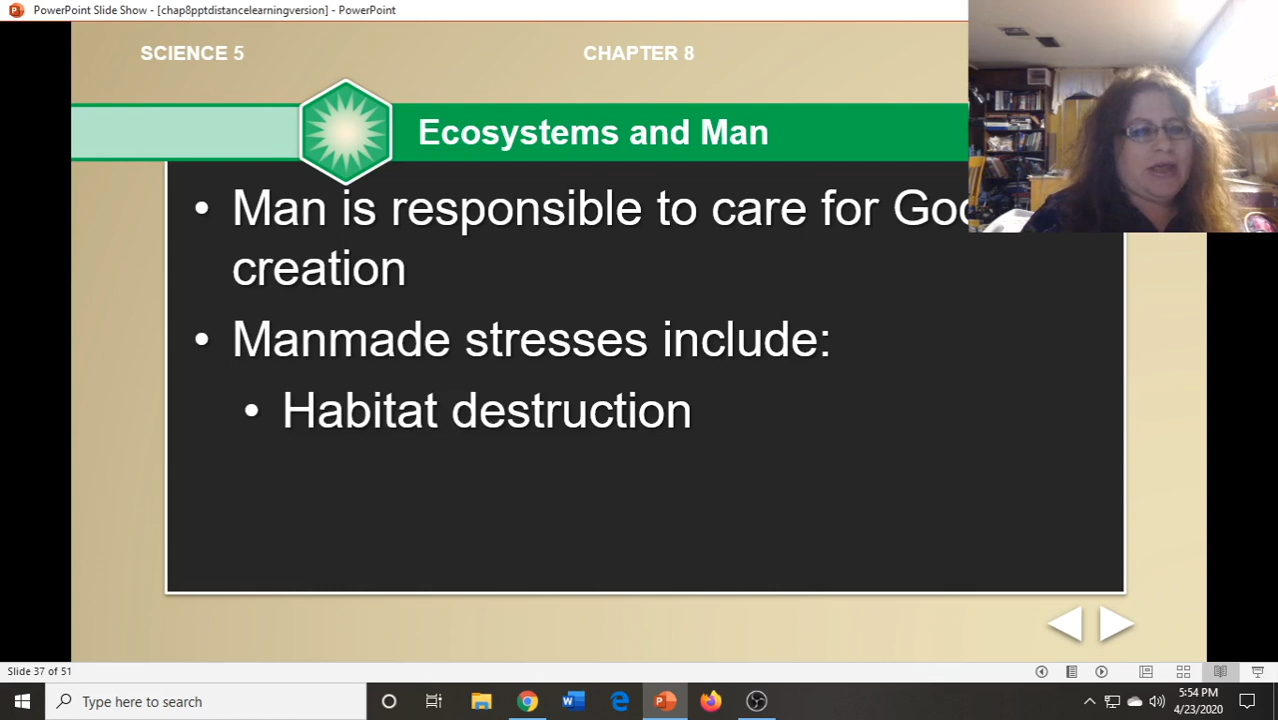 PowerPoint Slide Show - [chap8pptdistancelearningversion] - PowerPoint
SCIENCE 5
CHAPTER 8
Ecosystems and Man
• Man is responsible to care for
creation
• Manmade stresses include:
• Habitat destruction
Slide 37 of 51
Type here to search
5:54 PM
4/23/2020